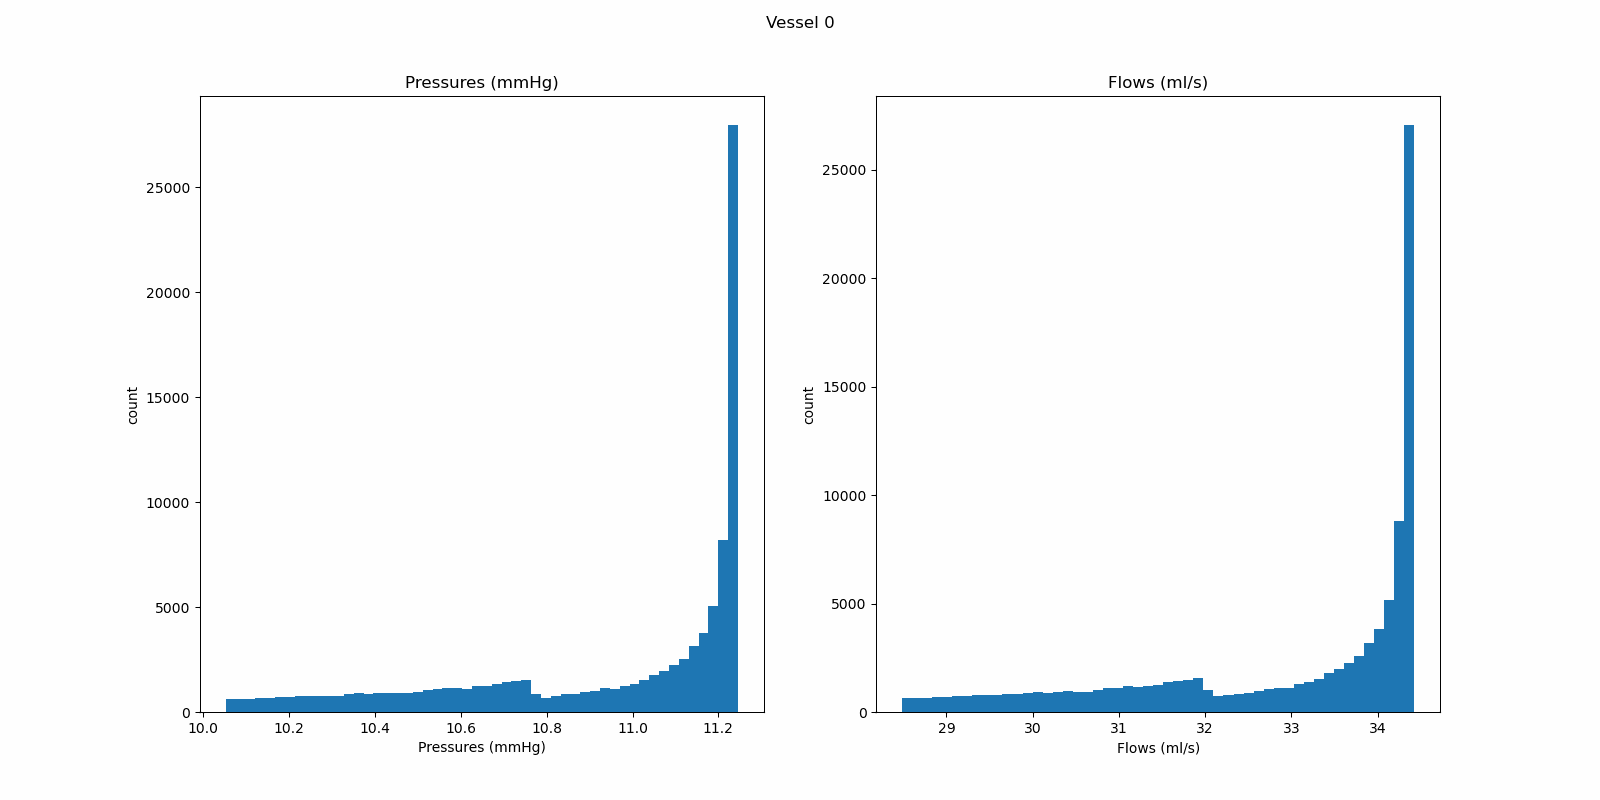 Vessel 0
Pressures (mmHg)
25000
20000
15000
10000
5000
0
count
10.0 10.2 10.4 10.6 10.8 11.0 11.2
Pressures (mmHg)
Flows (ml/s)
25000
20000
15000
10000
5000
0
count
29 30 31 32 33 34
Flows (ml/s)